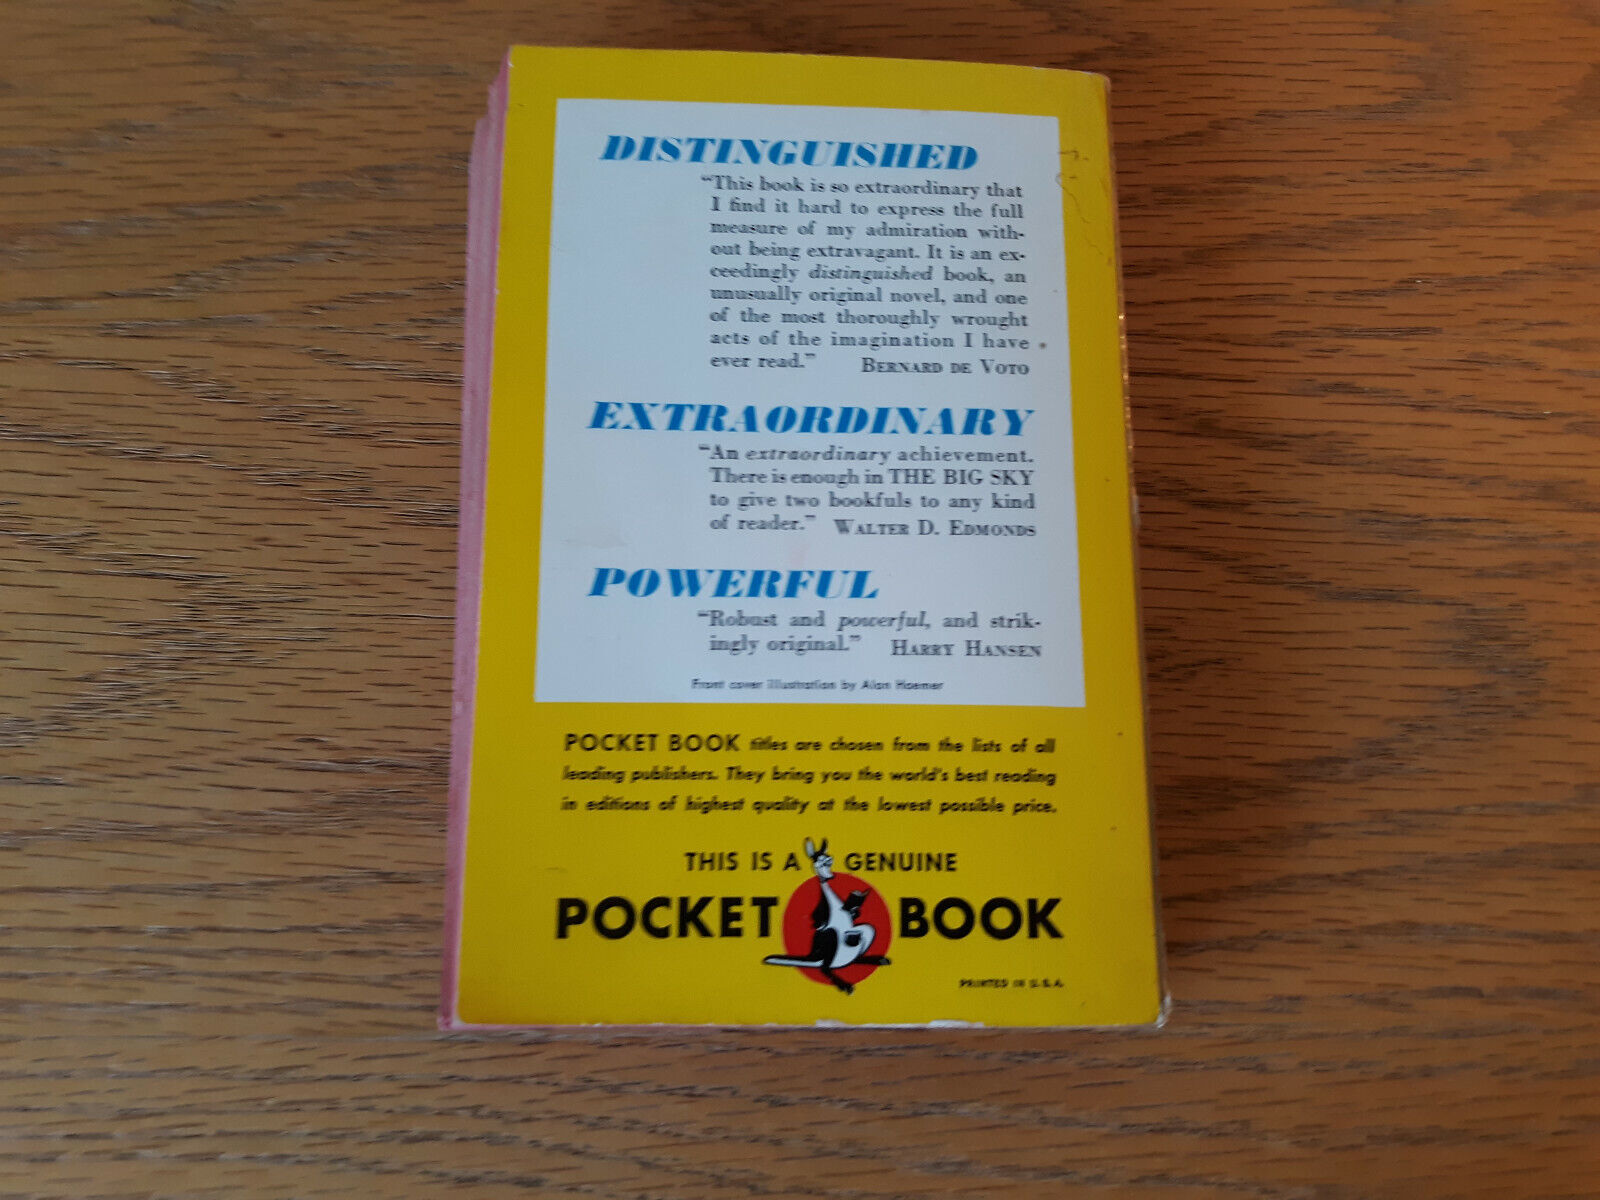 DISTINGUISHED
“This book is so extraordinary that
I find it hard to express the full
measure of my admiration with-
out being extravagant. It is an ex-
ceedingly distinguished book, an
unusually original novel, and one
of the most thoroughly wrought
acts of the imagination I have
ever read.” BERNARD DE VOTO
EXTRAORDINARY
“An extraordinary achievement.
There is enough in THE BIG SKY
to give two bookfuls to any kind
of reader.” WALTER D. EDMONDS
POWERFUL
“Robust and powerful, and strik-
ingly original.” HARRY HANSEN
Front cover illustration by Alan Haemer
POCKET BOOK titles are chosen from the lists of all
leading publishers. They bring you the world's best reading
in editions of highest quality at the lowest possible price.
THIS IS A GENUINE
POCKET BOOK
PRINTED IN U.S.A.